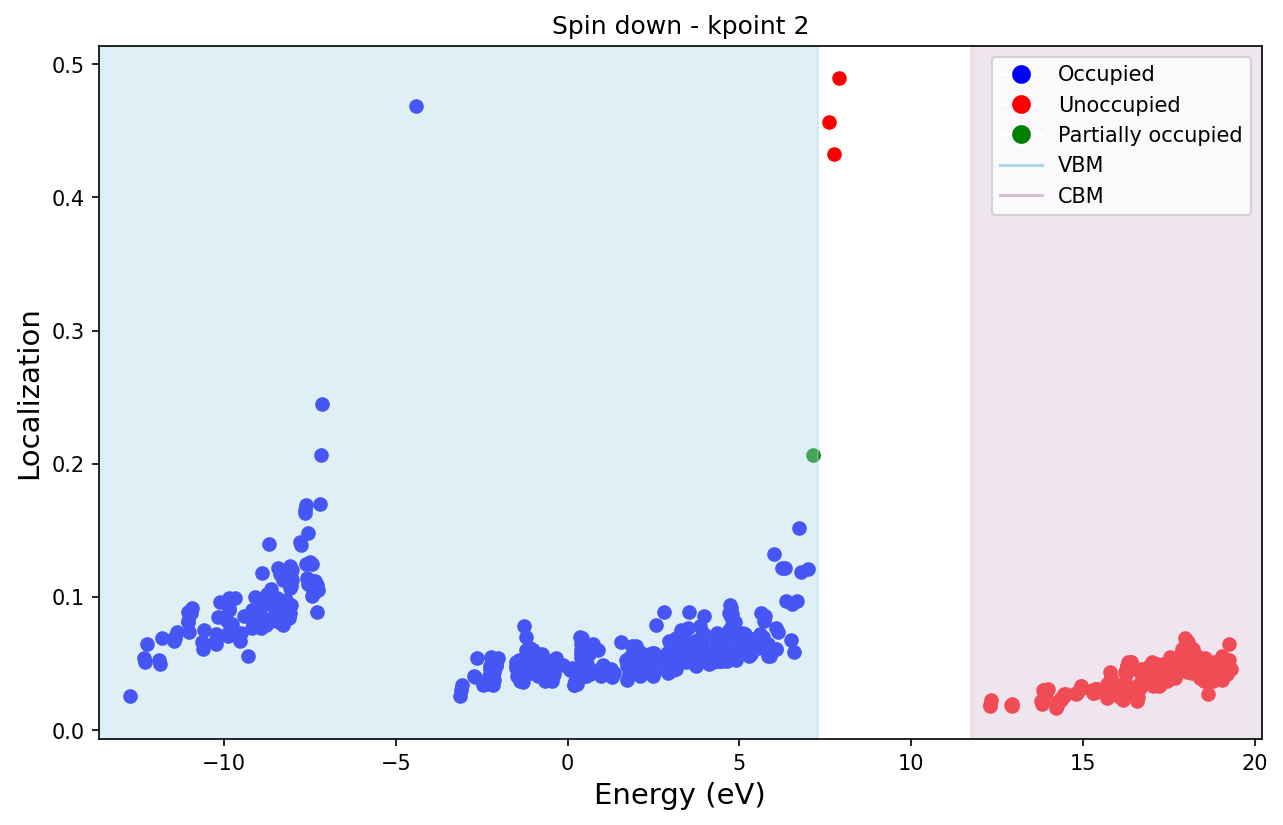 Spin down - kpoint 2
Localization
0.5
0.4
0.3
0.2
0.1
0.0
Occupied
Unoccupied
Partially occupied
VBM
CBM
−10
−5
0
5
10
15
20
Energy (eV)